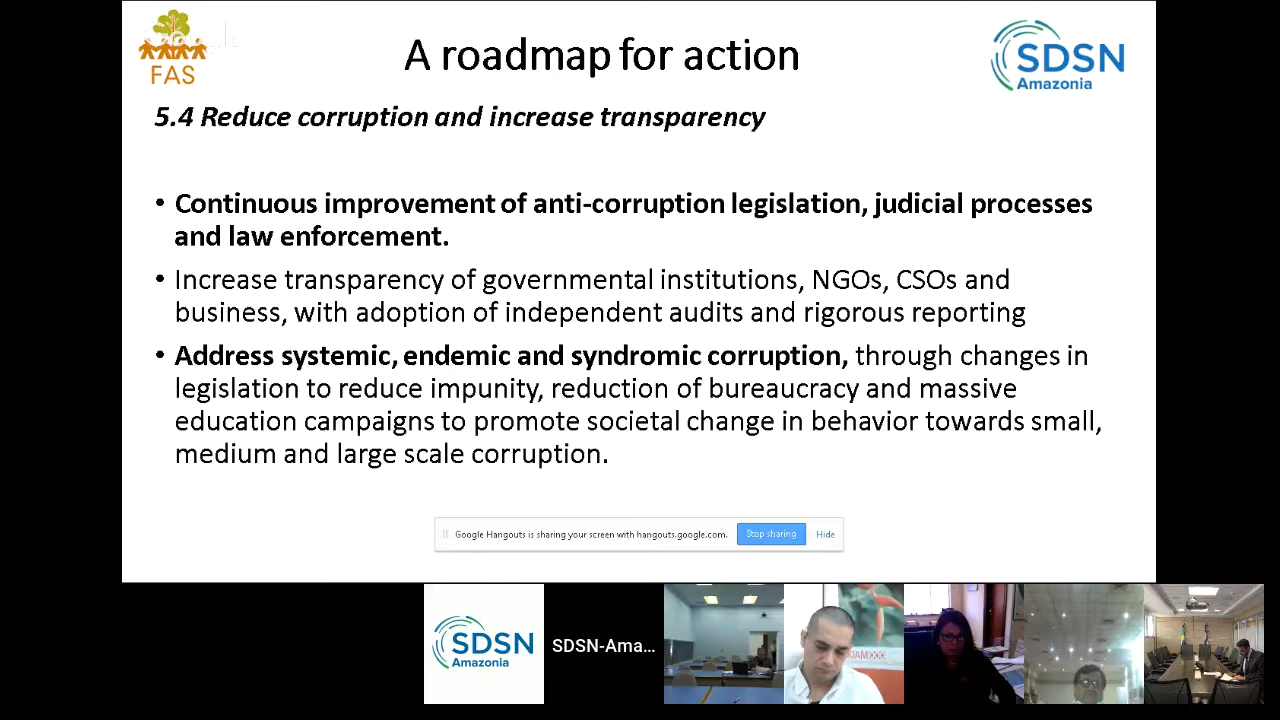 FAS
A roadmap for action
SDSN
Amazonia
5.4 Reduce corruption and increase transparency
• Continuous improvement of anti-corruption legislation, judicial processes
and law enforcement.
• Increase transparency of governmental institutions, NGOs, CSOs and
business, with adoption of independent audits and rigorous reporting
• Address systemic, endemic and syndromic corruption, through changes in
legislation to reduce impunity, reduction of bureaucracy and massive
education campaigns to promote societal change in behavior towards small,
medium and large scale corruption.
Google Hangouts is sharing your screen with hangouts.google.com.
Stop sharing
Hide
SDSN
Amazonia
SDSN-Ama...